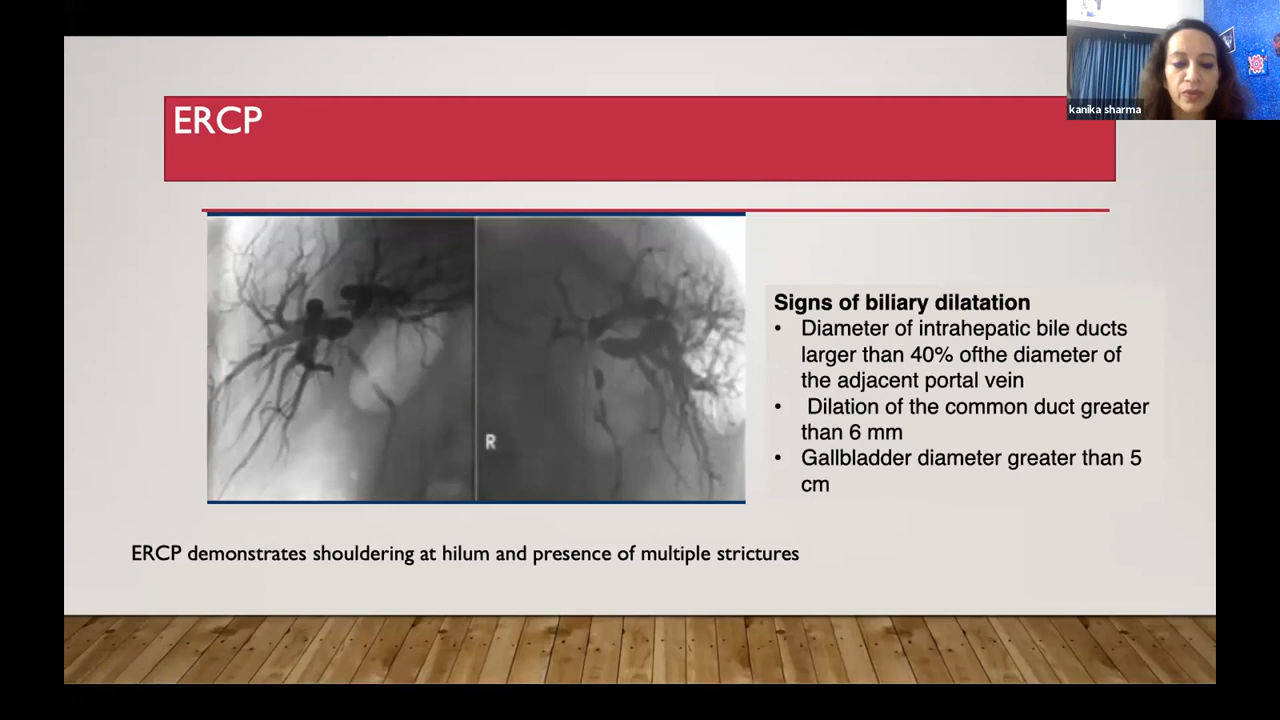 kanika sharma
ERCP
R
Signs of biliary dilatation
• Diameter of intrahepatic bile ducts
larger than 40% ofthe diameter of
the adjacent portal vein
• Dilation of the common duct greater
than 6 mm
• Gallbladder diameter greater than 5
cm
ERCP demonstrates shouldering at hilum and presence of multiple strictures